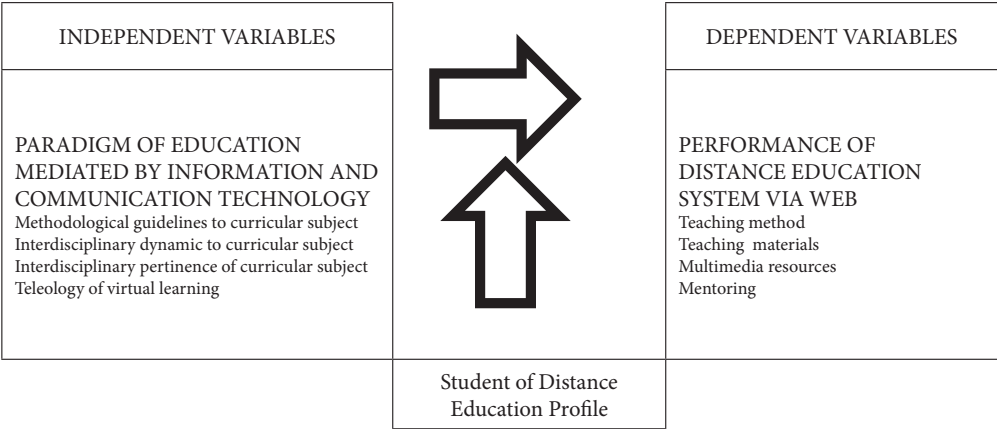 INDEPENDENT VARIABLES
PARADIGM OF EDUCATION
MEDIATED BY INFORMATION AND
COMMUNICATION TECHNOLOGY
Methodological guidelines to curricular subject
Interdisciplinary dynamic to curricular subject
Interdisciplinary pertinence of curricular subject
Teleology of virtual learning
DEPENDENT VARIABLES
PERFORMANCE OF
DISTANCE EDUCATION
SYSTEM VIA WEB
Teaching method
Teaching materials
Multimedia resources
Mentoring
Student of Distance
Education Profile